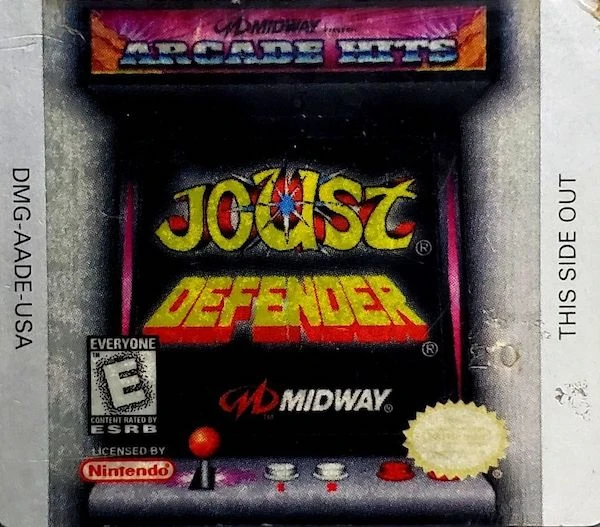 MIDWAY
ARCADE HITS
JOUST
®
DEFENDER
®
EVERYONE
TM
E
CONTENT RATED BY
ESRB
MIDWAY®
LICENSED BY
Nintendo®
DMG-AADE-USA
THIS SIDE OUT